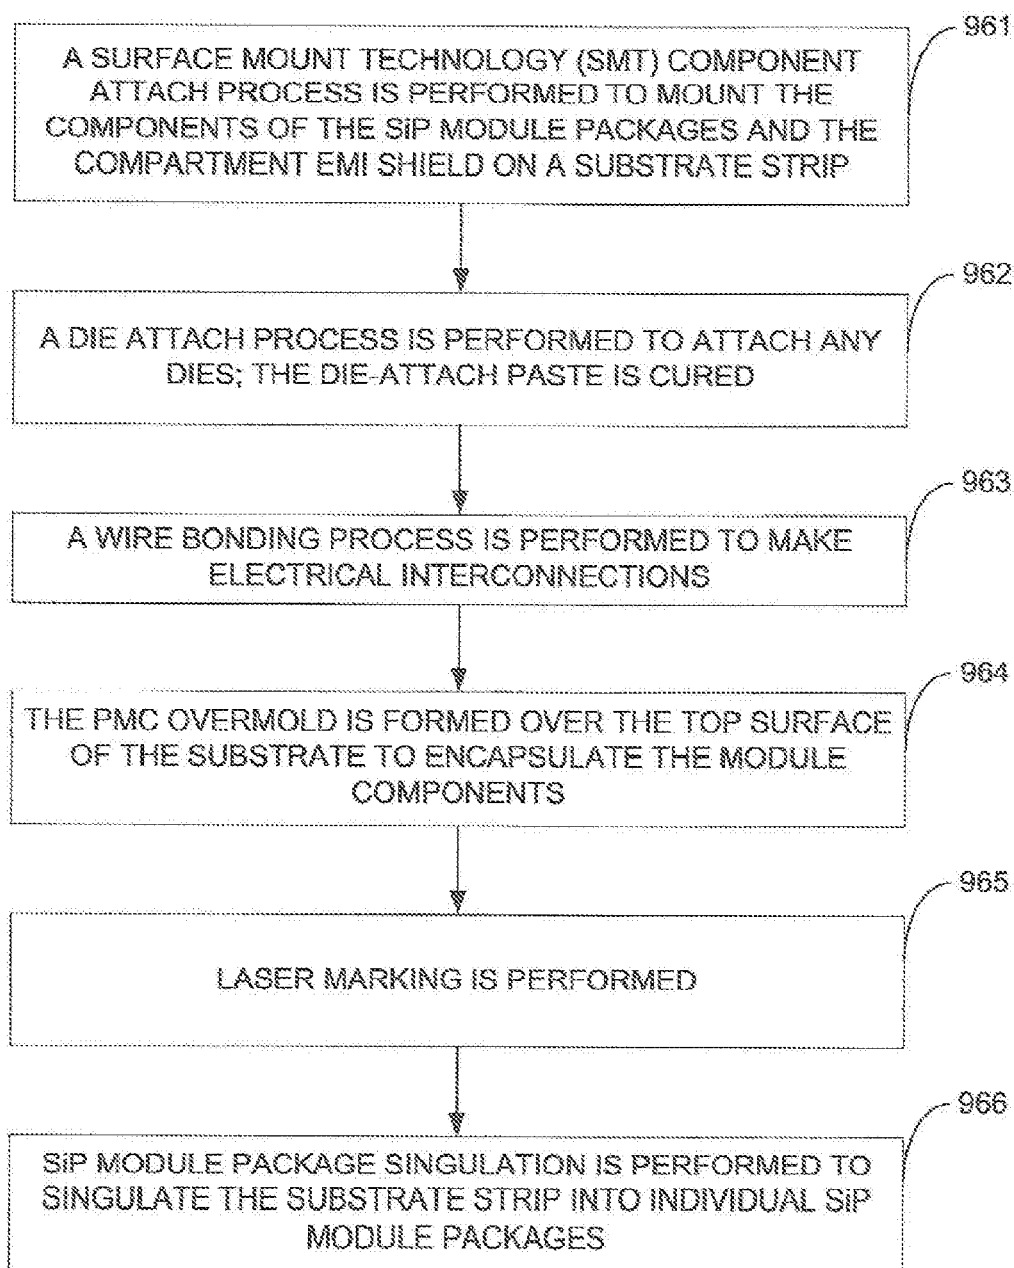 961
A SURFACE MOUNT TECHNOLOGY (SMT) COMPONENT
ATTACH PROCESS IS PERFORMED TO MOUNT THE
COMPONENTS OF THE SiP MODULE PACKAGES AND THE
COMPARTMENT EMI SHIELD ON A SUBSTRATE STRIP
962
A DIE ATTACH PROCESS IS PERFORMED TO ATTACH ANY
DIES; THE DIE-ATTACH PASTE IS CURED
963
A WIRE BONDING PROCESS IS PERFORMED TO MAKE
ELECTRICAL INTERCONNECTIONS
964
THE PMC OVERMOLD IS FORMED OVER THE TOP SURFACE
OF THE SUBSTRATE TO ENCAPSULATE THE MODULE
COMPONENTS
965
LASER MARKING IS PERFORMED
966
SiP MODULE PACKAGE SINGULATION IS PERFORMED TO
SINGULATE THE SUBSTRATE STRIP INTO INDIVIDUAL SiP
MODULE PACKAGES